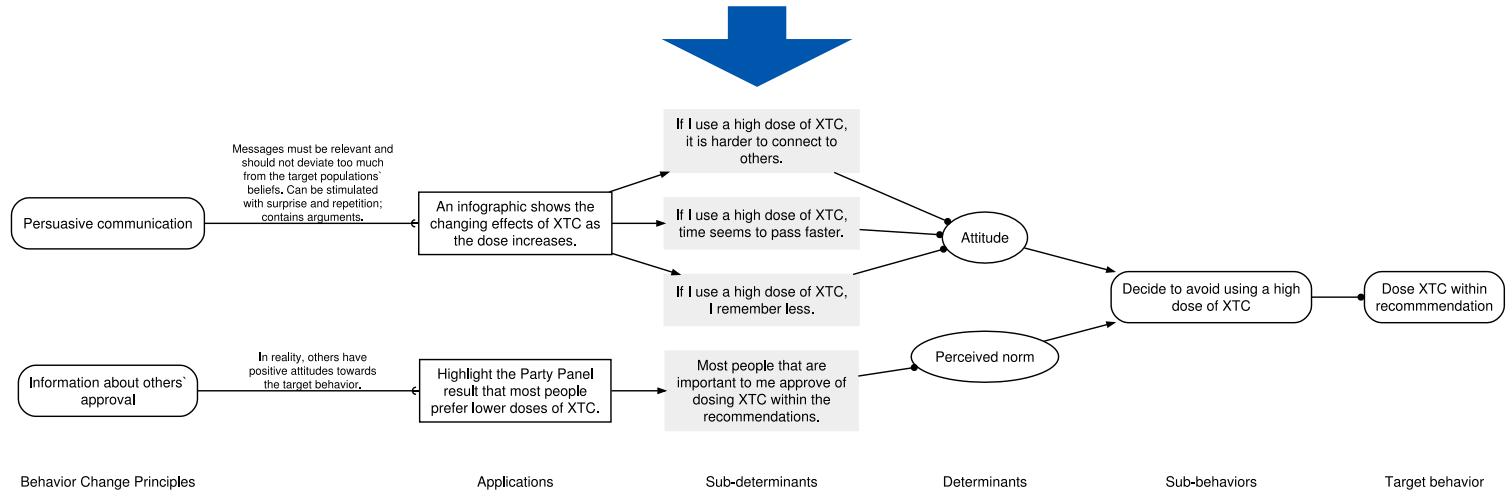 If I use a high dose of XTC,
it is harder to connect to
others.
Messages must be relevant and
should not deviate too much
from the target populations`
beliefs. Can be stimulated
with surprise and repetition;
contains arguments.
Persuasive communication
An infographic shows the
changing effects of XTC as
the dose increases.
If I use a high dose of XTC,
time seems to pass faster.
Attitude
If I use a high dose of XTC,
I remember less.
Decide to avoid using a high
dose of XTC
Dose XTC within
recommmendation
In reality, others have
positive attitudes towards
the target behavior.
Information about others`
approval
Highlight the Party Panel
result that most people
prefer lower doses of XTC.
Most people that are
important to me approve of
dosing XTC within the
recommendations.
Perceived norm
Behavior Change Principles
Applications
Sub-determinants
Determinants
Sub-behaviors
Target behavior